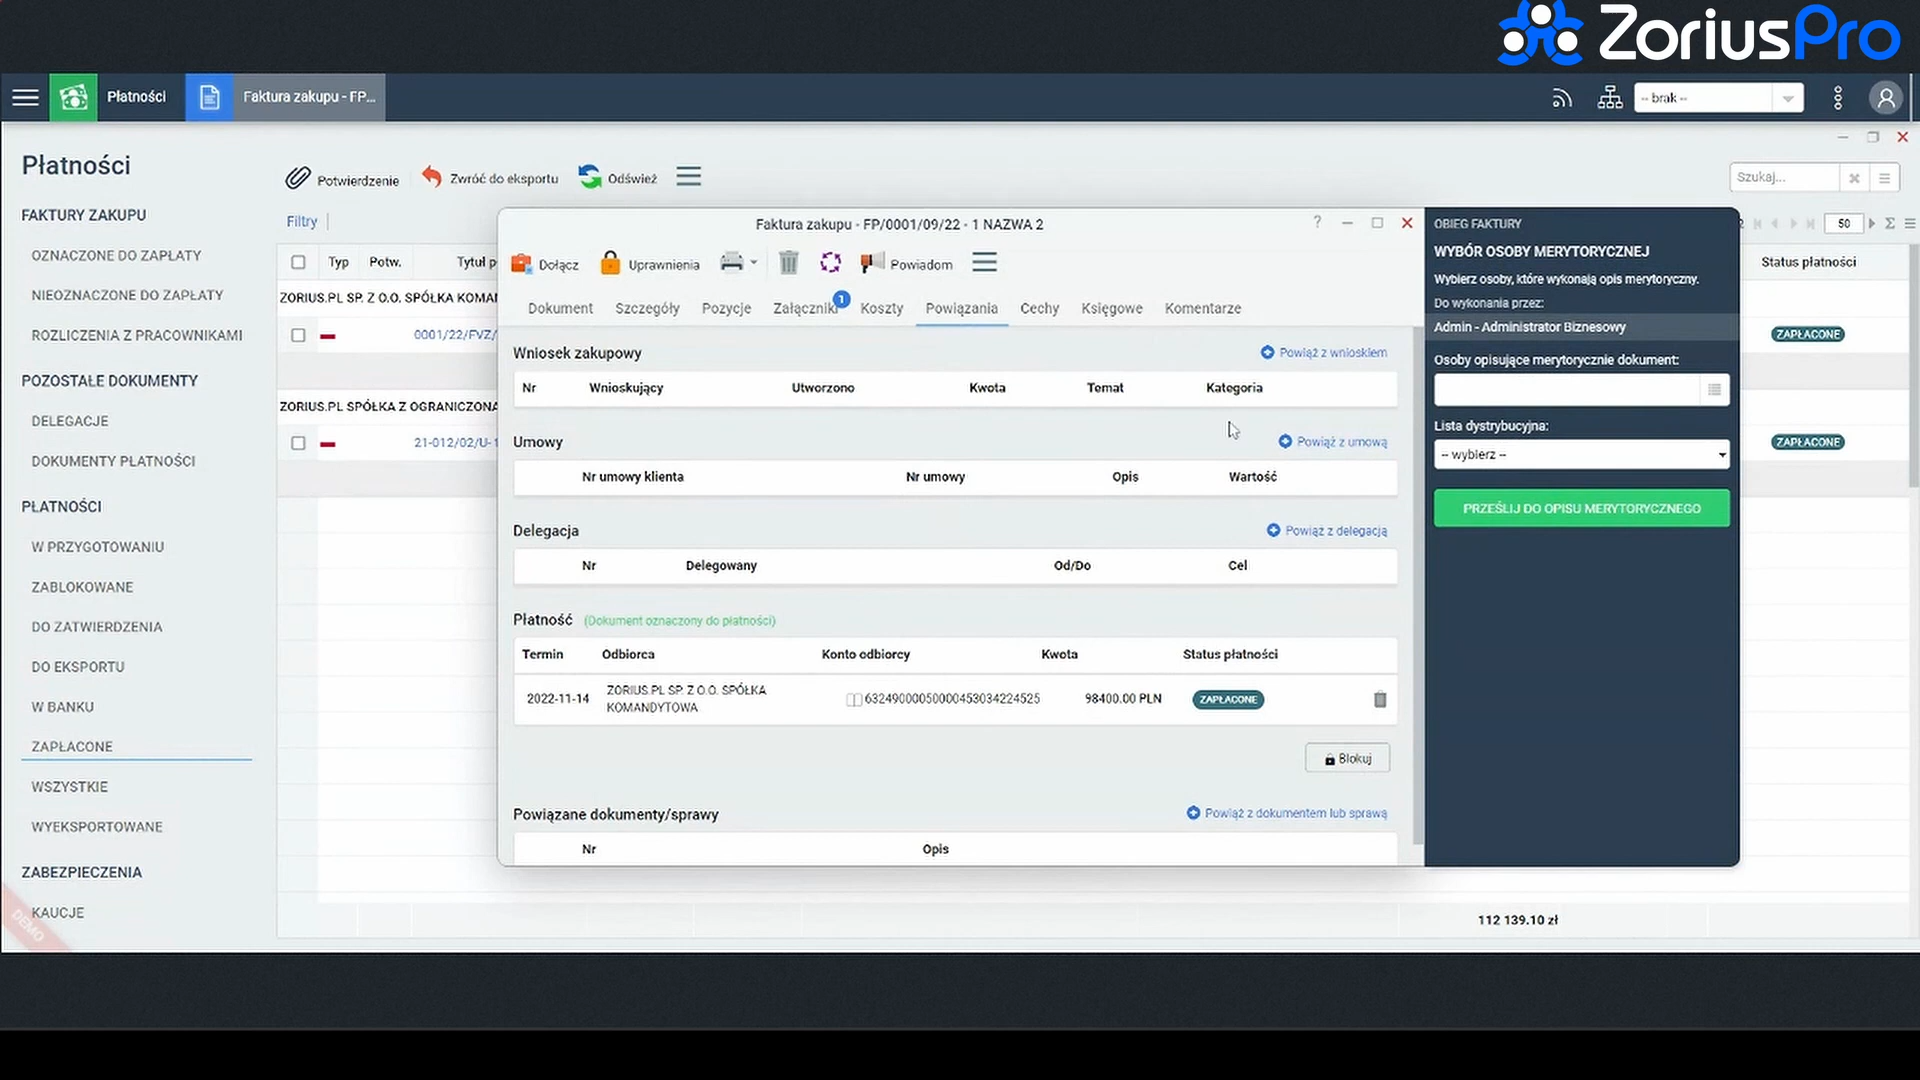 ZoriusPro
Płatności
Faktura zakupu - FP...
-- brak --
Płatności
Potwierdzenie
Zwróć do eksportu
Odśwież
Szukaj...
FAKTURY ZAKUPU
OZNACZONE DO ZAPŁATY
NIEOZNACZONE DO ZAPŁATY
ROZLICZENIA Z PRACOWNIKAMI
POZOSTAŁE DOKUMENTY
DELEGACJE
DOKUMENTY PŁATNOŚCI
PŁATNOŚCI
W PRZYGOTOWANIU
ZABLOKOWANE
DO ZATWIERDZENIA
DO EKSPORTU
W BANKU
ZAPŁACONE
WSZYSTKIE
WYEKSPORTOWANE
ZABEZPIECZENIA
KAUCJE
DEMO
Filtry
2
50
Σ
Typ
Potw.
Tytuł p
Status płatności
ZORIUS.PL SP. Z O.O. SPÓŁKA KOMAN
0001/22/FVZ/
ZAPŁACONE
ZORIUS.PL SPÓŁKA Z OGRANICZONĄ
21-012/02/U-1
ZAPŁACONE
112 139.10 zł
Faktura zakupu - FP/0001/09/22 - 1 NAZWA 2
?
Dołącz
Uprawnienia
Powiadom
Dokument
Szczegóły
Pozycje
Załączniki
1
Koszty
Powiązania
Cechy
Księgowe
Komentarze
Wniosek zakupowy
Powiąż z wnioskiem
Nr
Wnioskujący
Utworzono
Kwota
Temat
Kategoria
Umowy
Powiąż z umową
Nr umowy klienta
Nr umowy
Opis
Wartość
Delegacja
Powiąż z delegacją
Nr
Delegowany
Od/Do
Cel
Płatność
(Dokument oznaczony do płatności)
Termin
Odbiorca
Konto odbiorcy
Kwota
Status płatności
2022-11-14
ZORIUS.PL SP. Z O.O. SPÓŁKA
KOMANDYTOWA
63249000050000453034224525
98400.00 PLN
ZAPŁACONE
Blokuj
Powiązane dokumenty/sprawy
Powiąż z dokumentem lub sprawą
Nr
Opis
OBIEG FAKTURY
WYBÓR OSOBY MERYTORYCZNEJ
Wybierz osoby, które wykonają opis merytoryczny.
Do wykonania przez:
Admin - Administrator Biznesowy
Osoby opisujące merytorycznie dokument:
Lista dystrybucyjna:
-- wybierz --
PRZEŚLIJ DO OPISU MERYTORYCZNEGO